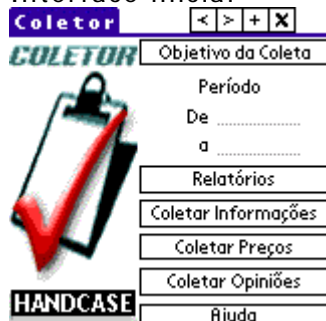 Interface Inicial
Coletor
< > + X
COLETOR
Objetivo da Coleta
Período
De
a
Relatórios
Coletar Informações
Coletar Preços
Coletar Opiniões
HANDCASE
Ajuda